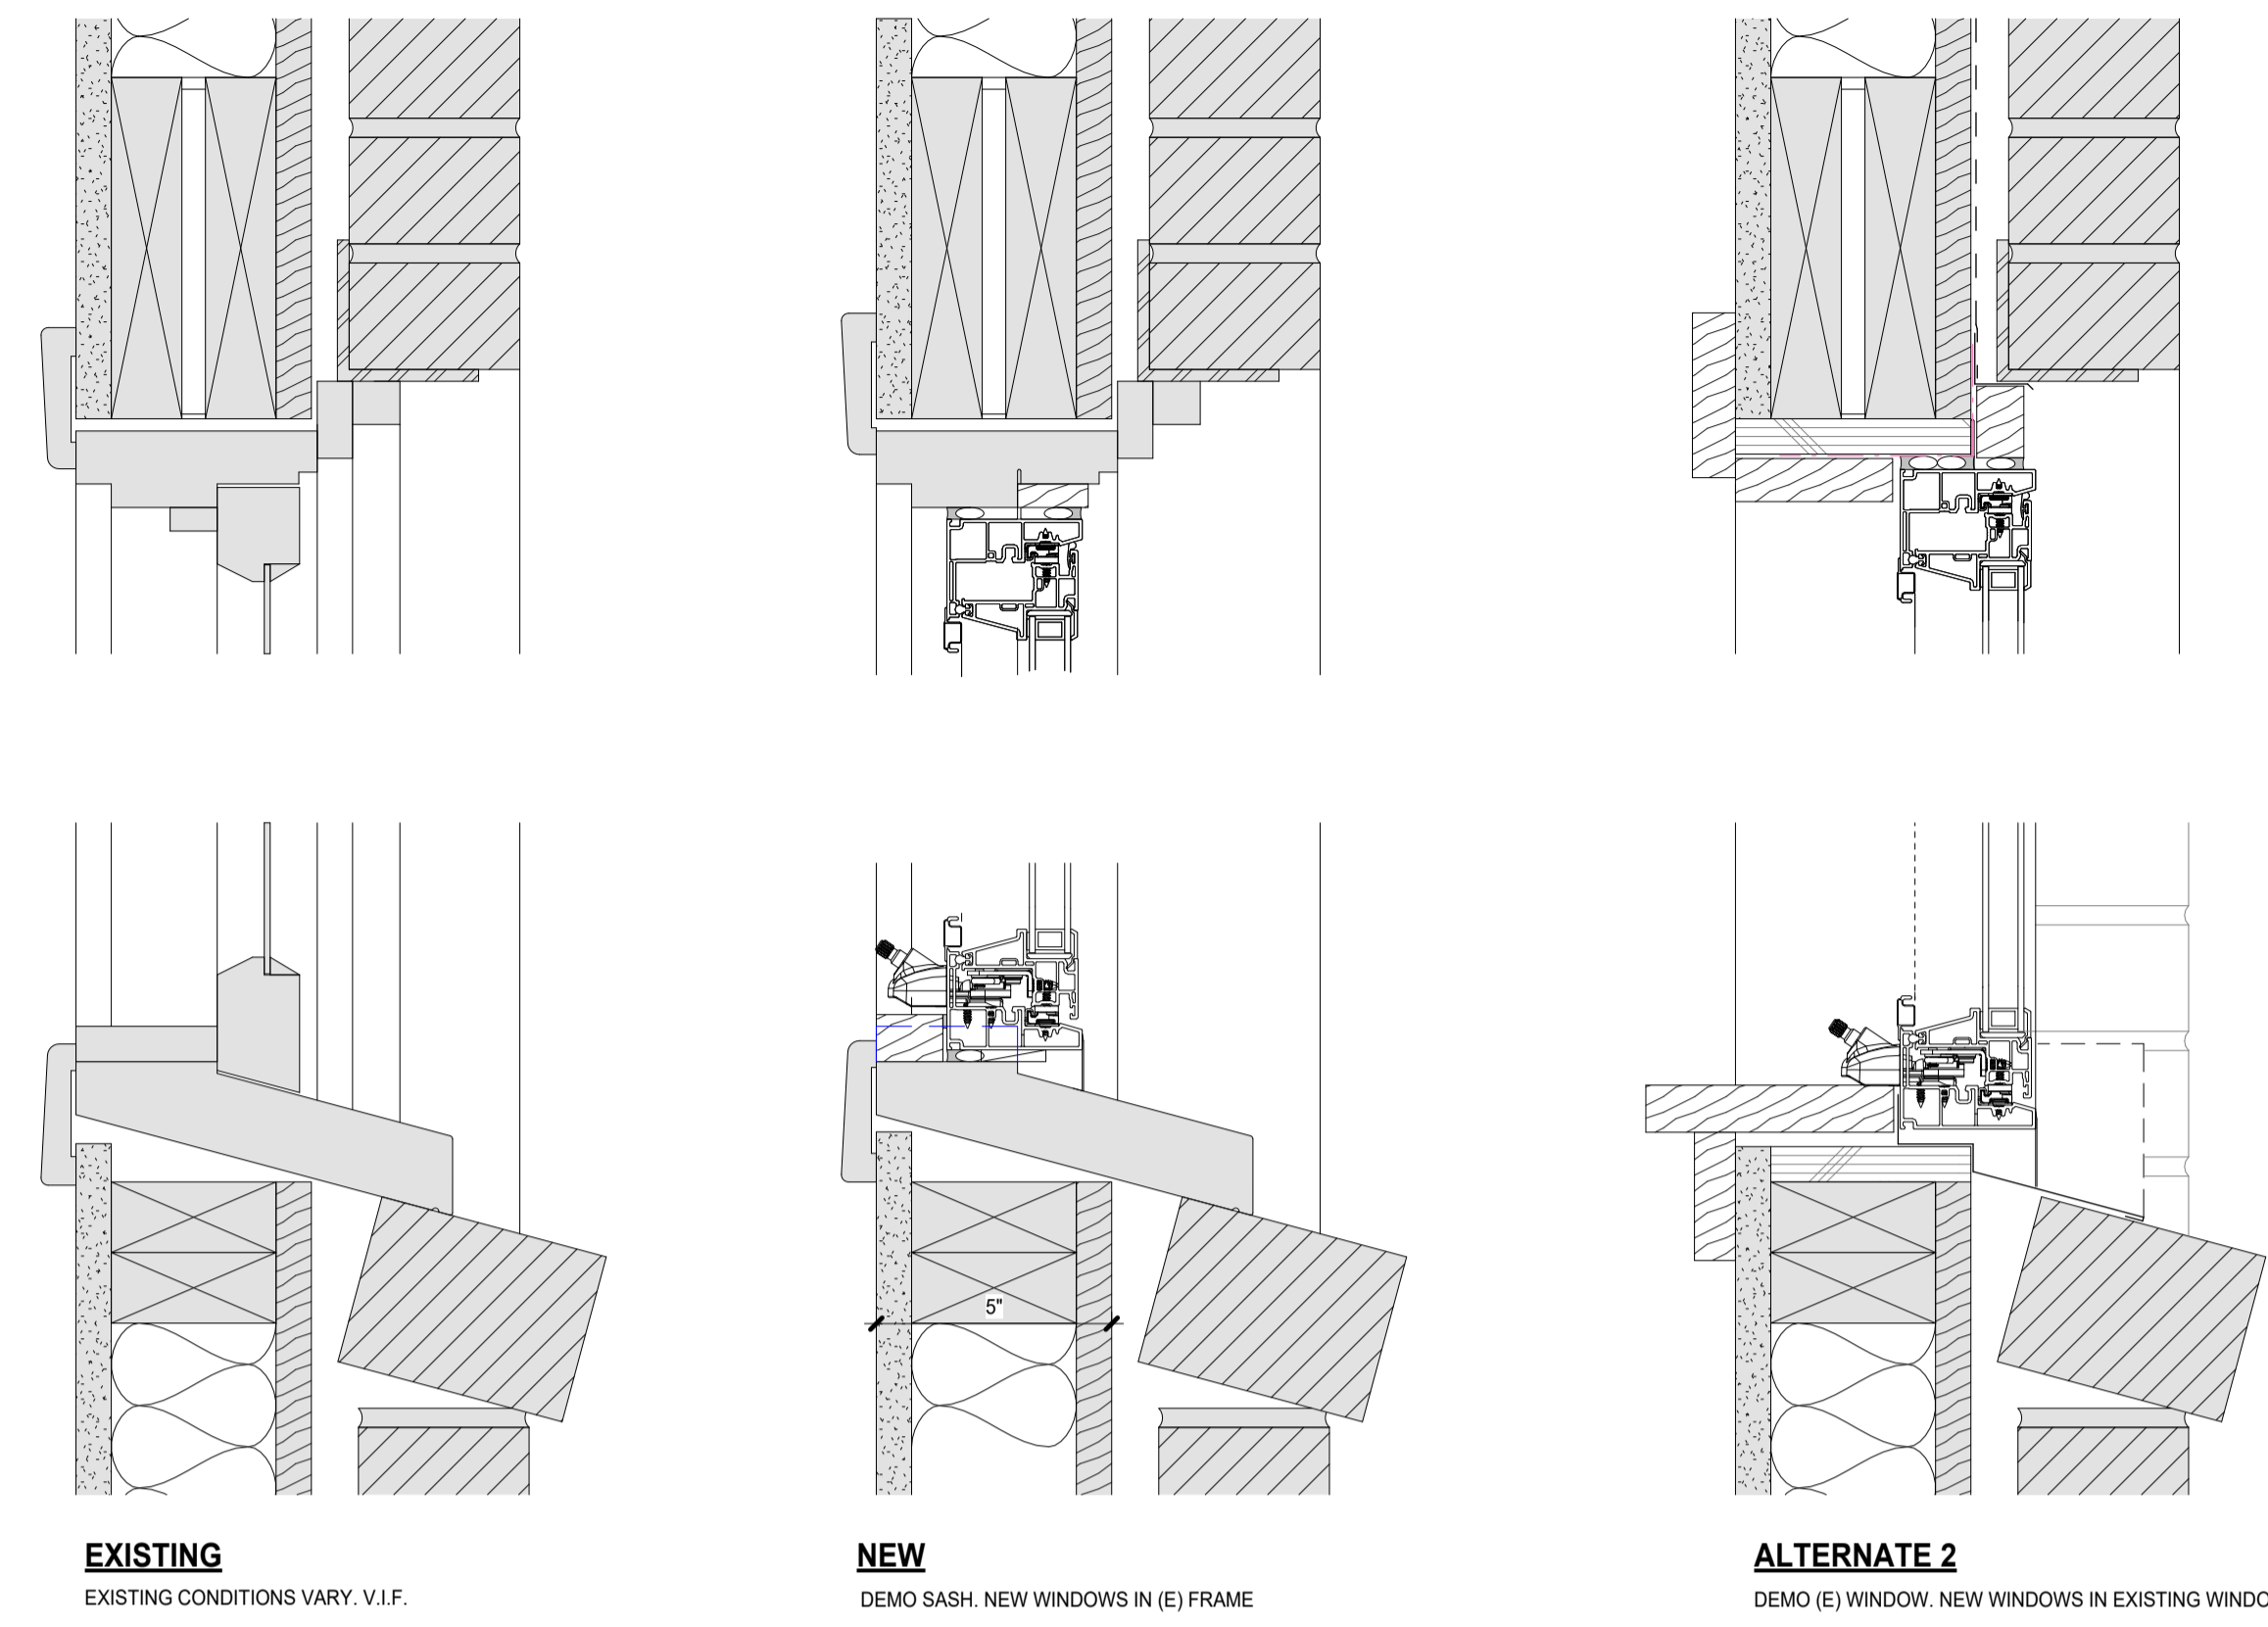 5"
EXISTING
EXISTING CONDITIONS VARY. V.I.F.
NEW
DEMO SASH. NEW WINDOWS IN (E) FRAME
ALTERNATE 2
DEMO (E) WINDOW. NEW WINDOWS IN EXISTING